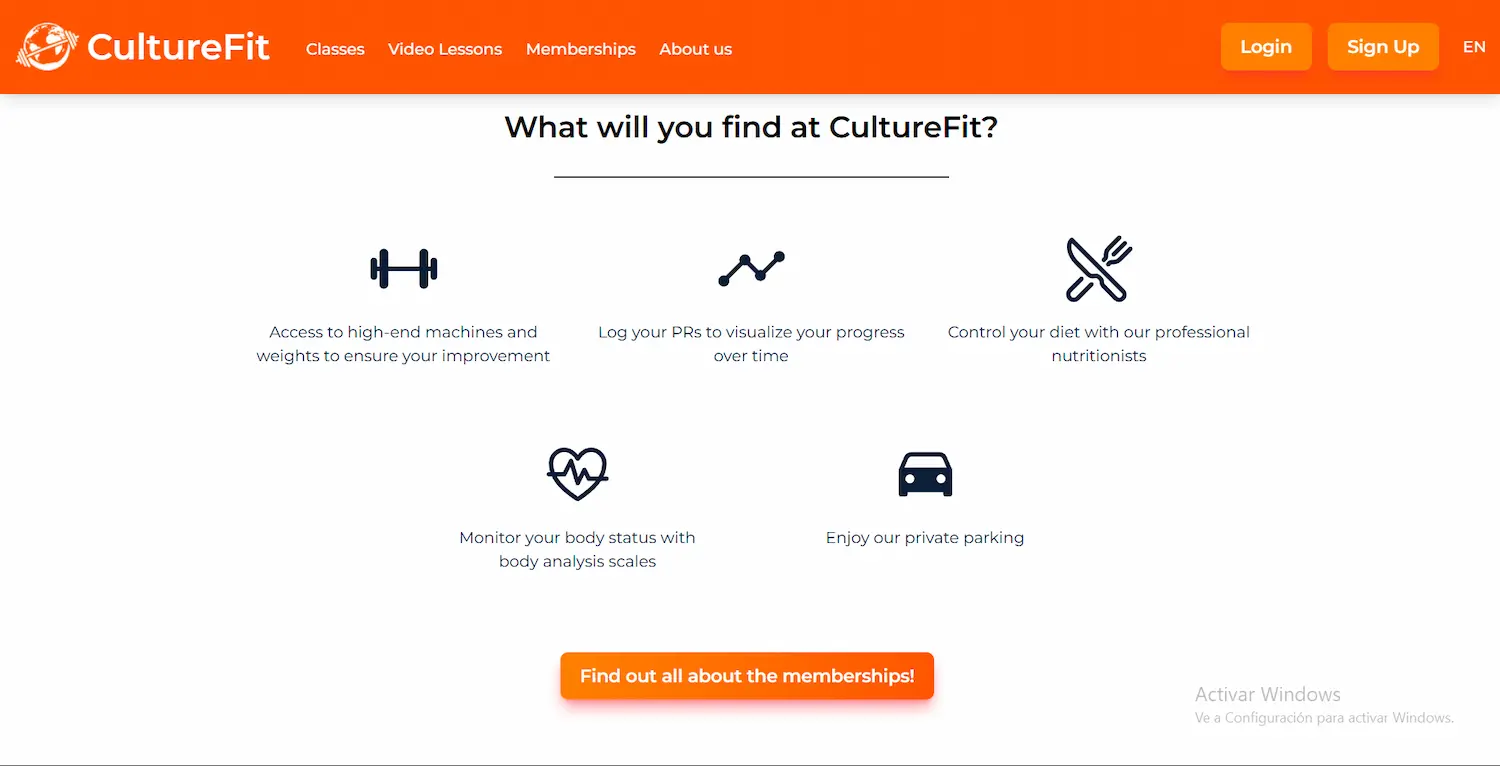 CultureFit
Classes
Video Lessons
Memberships
About us
Login
Sign Up
EN
What will you find at CultureFit?
Access to high-end machines and
weights to ensure your improvement
Log your PRs to visualize your progress
over time
Control your diet with our professional
nutritionists
Monitor your body status with
body analysis scales
Enjoy our private parking
Find out all about the memberships!
Activar Windows
Ve a Configuración para activar Windows.